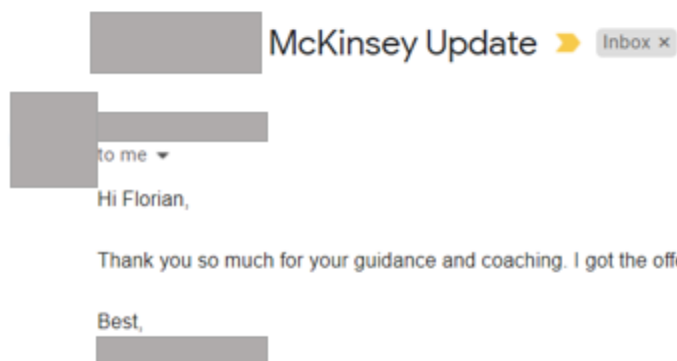 McKinsey Update Inbox ×
to me
Hi Florian,
Thank you so much for your guidance and coaching. I got the
Best,